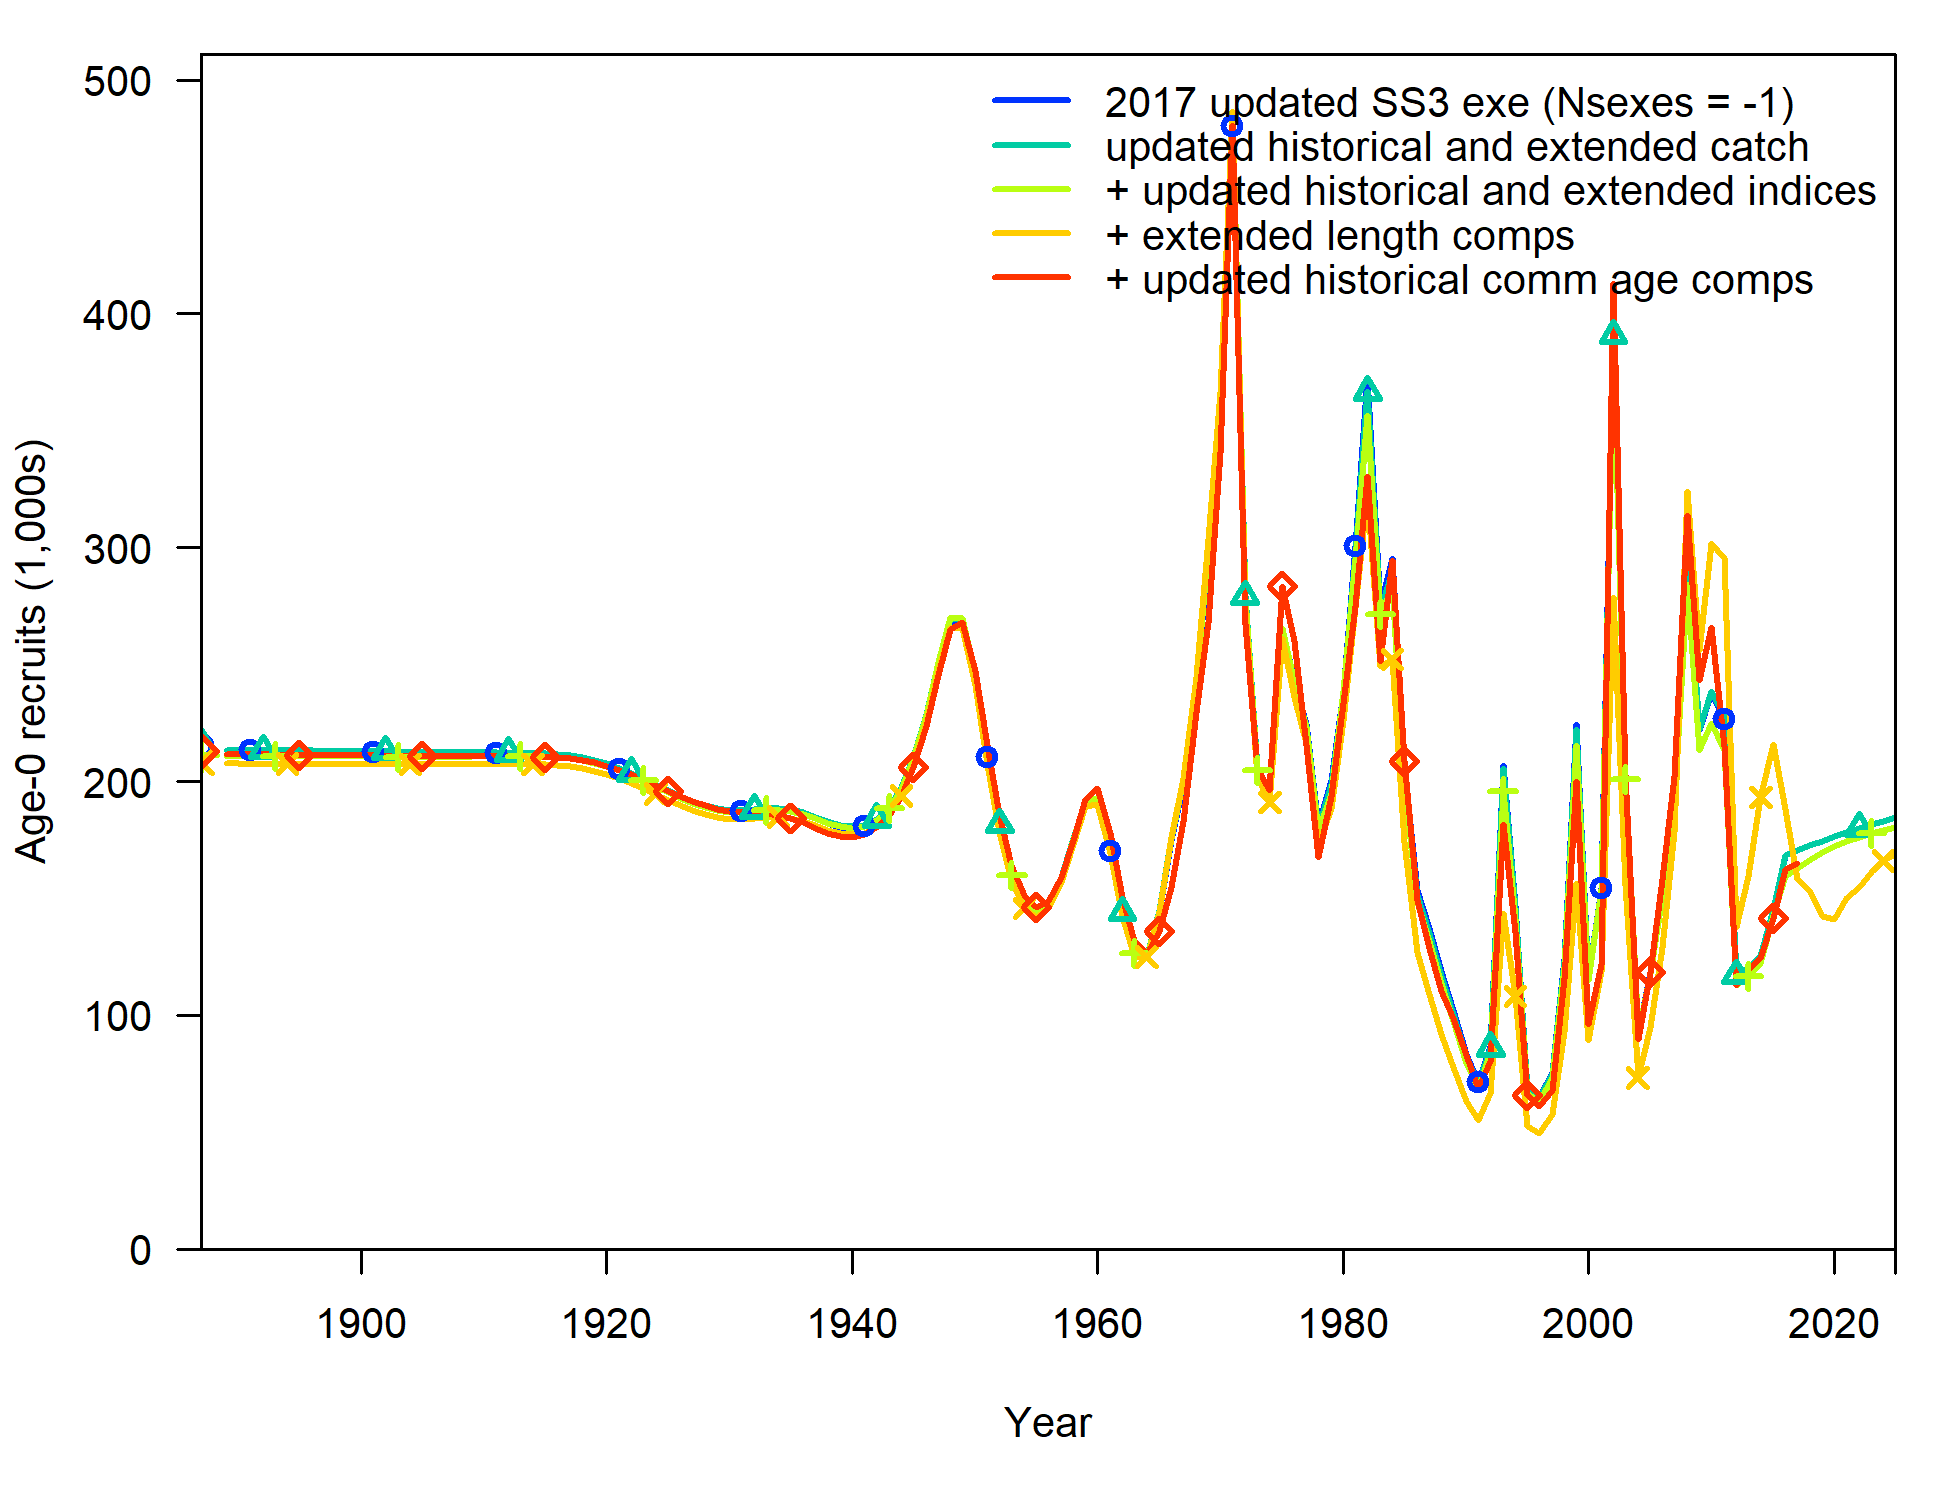 500
400
300
200
100
0
Age-0 recruits (1,000s)
2017 updated SS3 exe (Nsexes = -1)
updated historical and extended catch
+ updated historical and extended indices
+ extended length comps
+ updated historical comm age comps
1900
1920
1940
1960
1980
2000
2020
Year